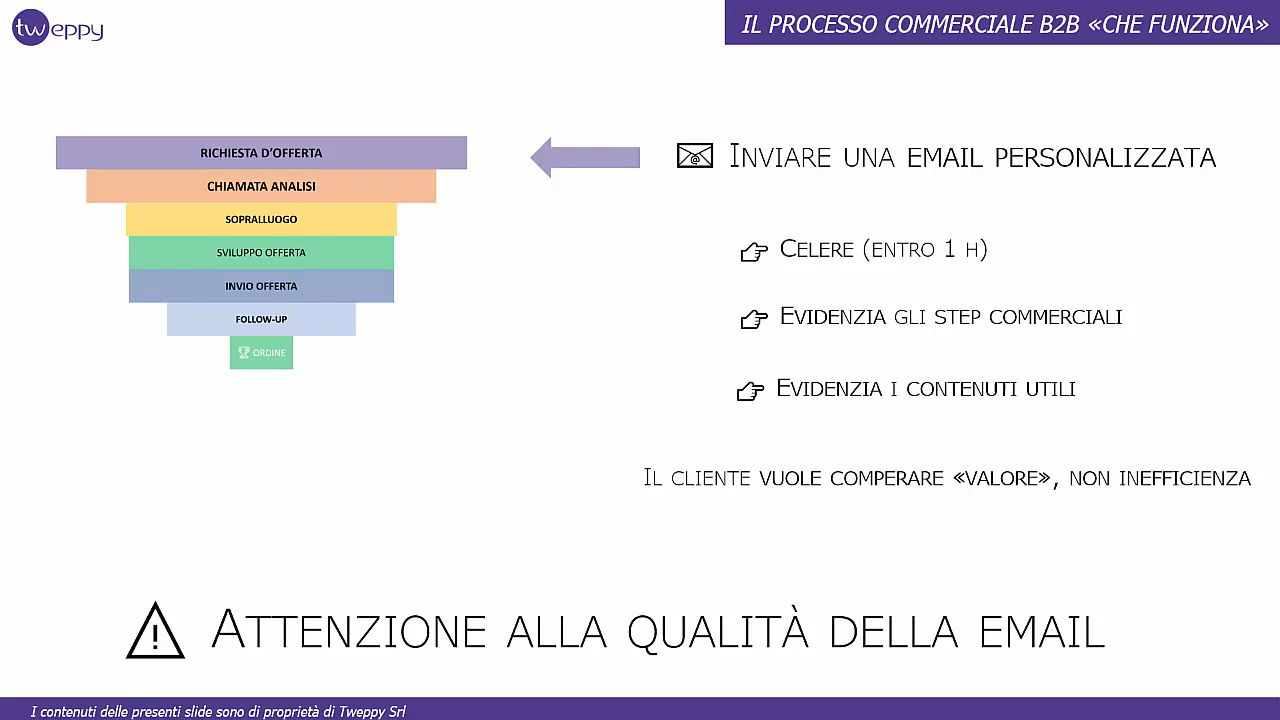 tweppy
IL PROCESSO COMMERCIALE B2B «CHE FUNZIONA»
RICHIESTA D'OFFERTA
CHIAMATA ANALISI
SOPRALLUOGO
SVILUPPO OFFERTA
INVIO OFFERTA
FOLLOW-UP
ORDINE
INVIARE UNA EMAIL PERSONALIZZATA
CELERE (ENTRO 1 H)
EVIDENZIA GLI STEP COMMERCIALI
EVIDENZIA I CONTENUTI UTILI
IL CLIENTE VUOLE COMPERARE «VALORE», NON INEFFICIENZA
ATTENZIONE ALLA QUALITÀ DELLA EMAIL
I contenuti delle presenti slide sono di proprietà di Tweppy Srl